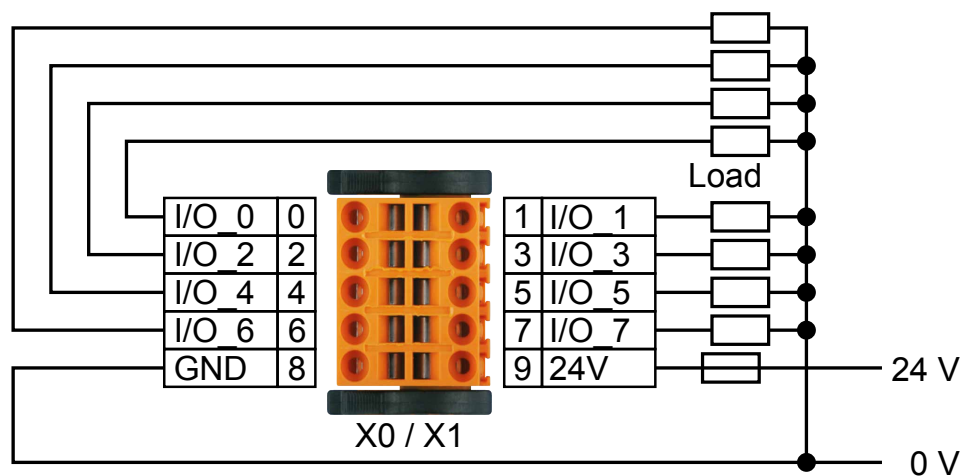 Load
I/O_0 0 1 I/O_1
I/O_2 2 3 I/O_3
I/O_4 4 5 I/O_5
I/O_6 6 7 I/O_7
GND 8 9 24V 24 V
X0 / X1
0 V